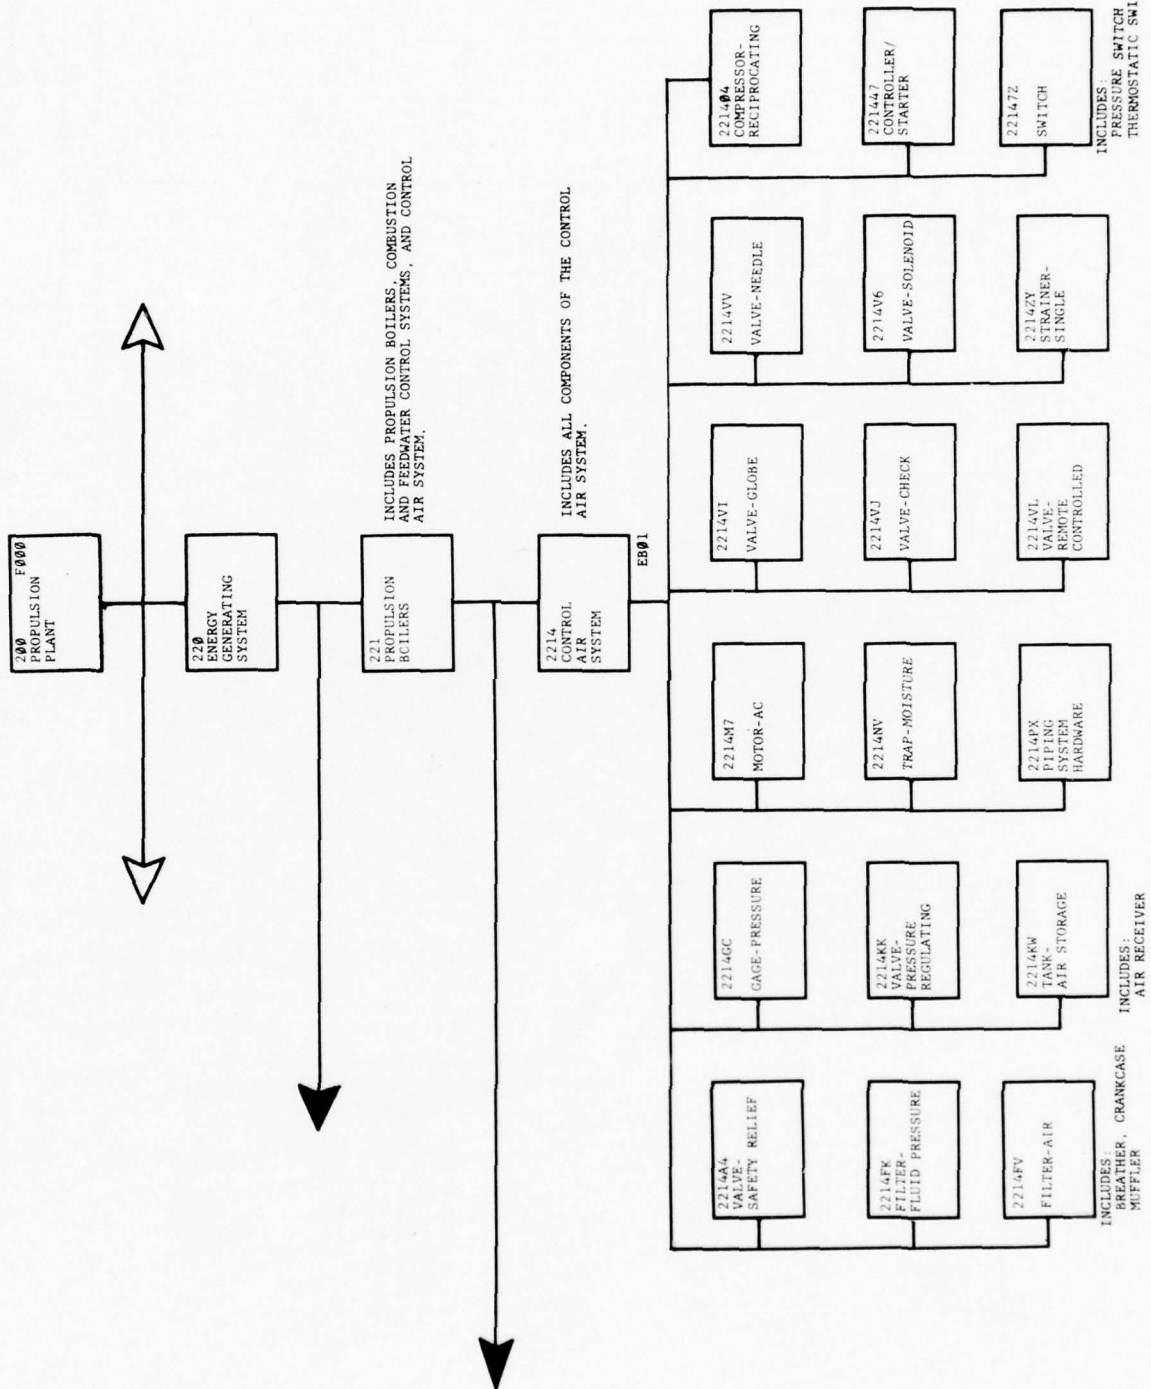 200 F000
PROPULSION
PLANT
220
ENERGY
GENERATING
SYSTEM
221
PROPULSION
BCILERS
INCLUDES PROPULSION BOILERS, COMBUSTION
AND FEEDWATER CONTROL SYSTEMS, AND CONTROL
AIR SYSTEM.
2214
CONTROL
AIR
SYSTEM
INCLUDES ALL COMPONENTS OF THE CONTROL
AIR SYSTEM.
EB01
2214A4
VALVE-
SAFETY RELIEF
2214FK
FILTER-
FLUID PRESSURE
2214FV
FILTER-AIR
INCLUDES:
BREATHER, CRANKCASE
MUFFLER
2214GC
GAGE-PRESSURE
2214KK
VALVE-
PRESSURE
REGULATING
2214KW
TANK-
AIR STORAGE
INCLUDES:
AIR RECEIVER
2214M7
MOTOR-AC
2214NV
TRAP-MOISTURE
2214PX
PIPING
SYSTEM
HARDWARE
2214VI
VALVE-GLOBE
2214VJ
VALVE-CHECK
2214VL
VALVE-
REMOTE
CONTROLLED
2214VV
VALVE-NEEDLE
2214V6
VALVE-SOLENOID
2214ZY
STRAINER-
SINGLE
221404
COMPRESSOR-
RECIPROCATING
221447
CONTROLLER/
STARTER
22147Z
SWITCH
INCLUDES:
PRESSURE SWITCH
THERMOSTATIC SWI